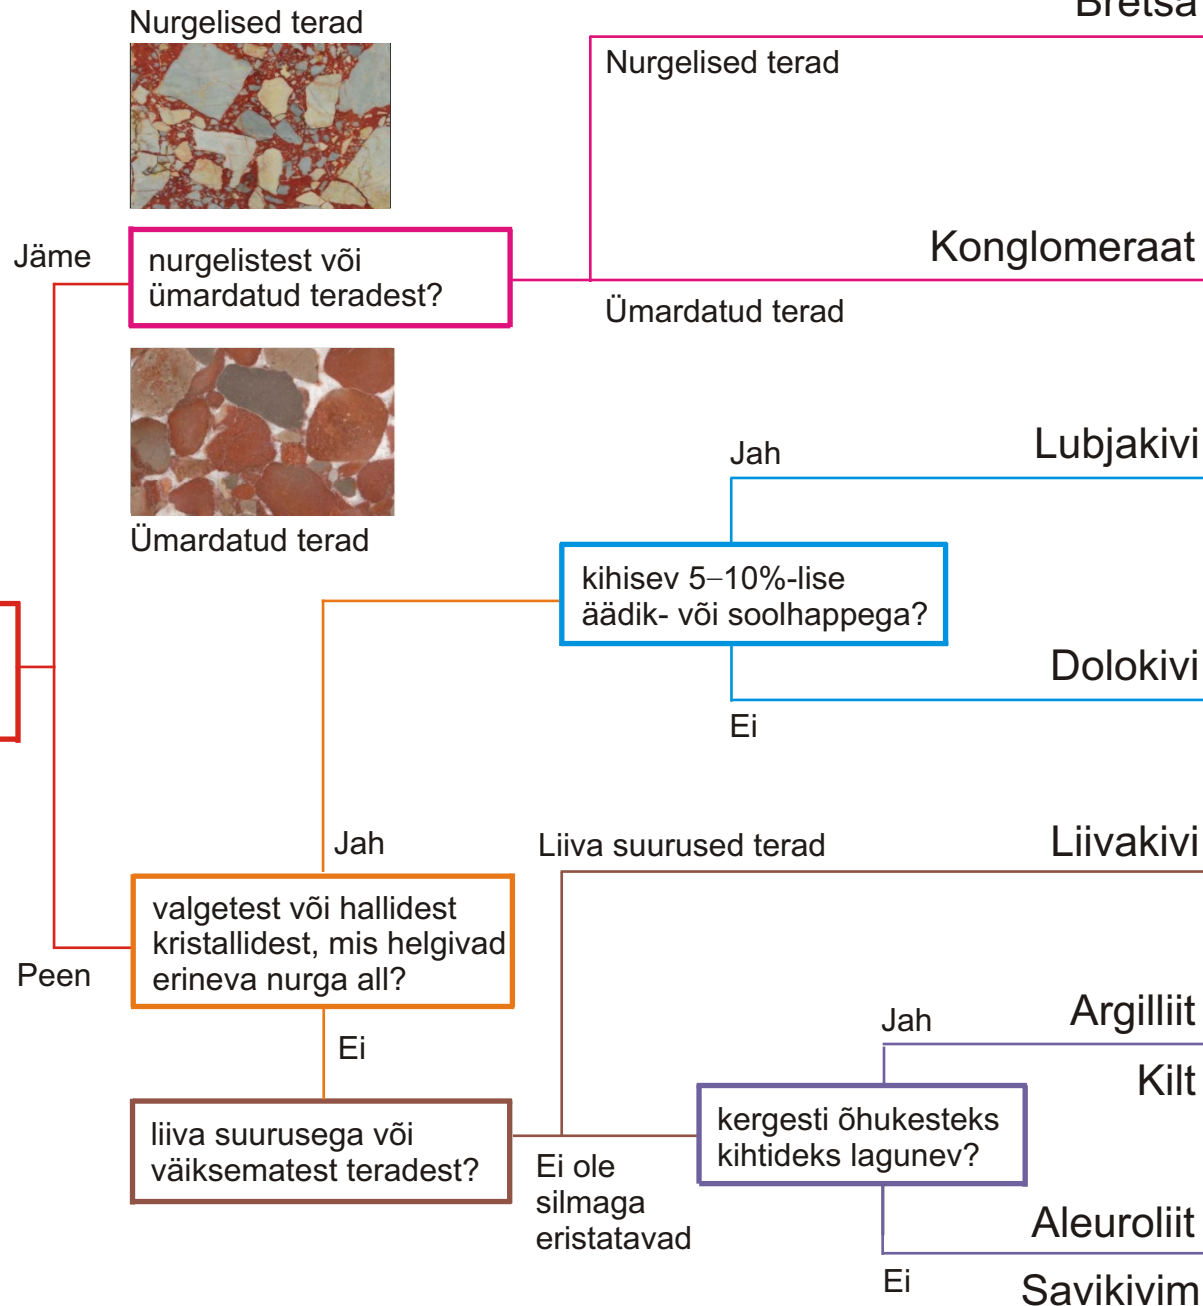 Bretša
Nurgelised terad
Nurgelised terad
Jäme
nurgelistest või
ümardatud teradest?
Konglomeraat
Ümardatud terad
Ümardatud terad
Jah
Lubjakivi
kihisev 5–10%-lise
äädik- või soolhappega?
Dolokivi
Ei
Jah
Liiva suurused terad
Liivakivi
Peen
valgetest või hallidest
kristallidest, mis helgivad
erineva nurga all?
Ei
Jah
Argilliit
Kilt
liiva suurusega või
väiksematest teradest?
Ei ole
silmaga
eristatavad
kergesti õhukesteks
kihtideks lagunev?
Aleuroliit
Ei
Savikivim